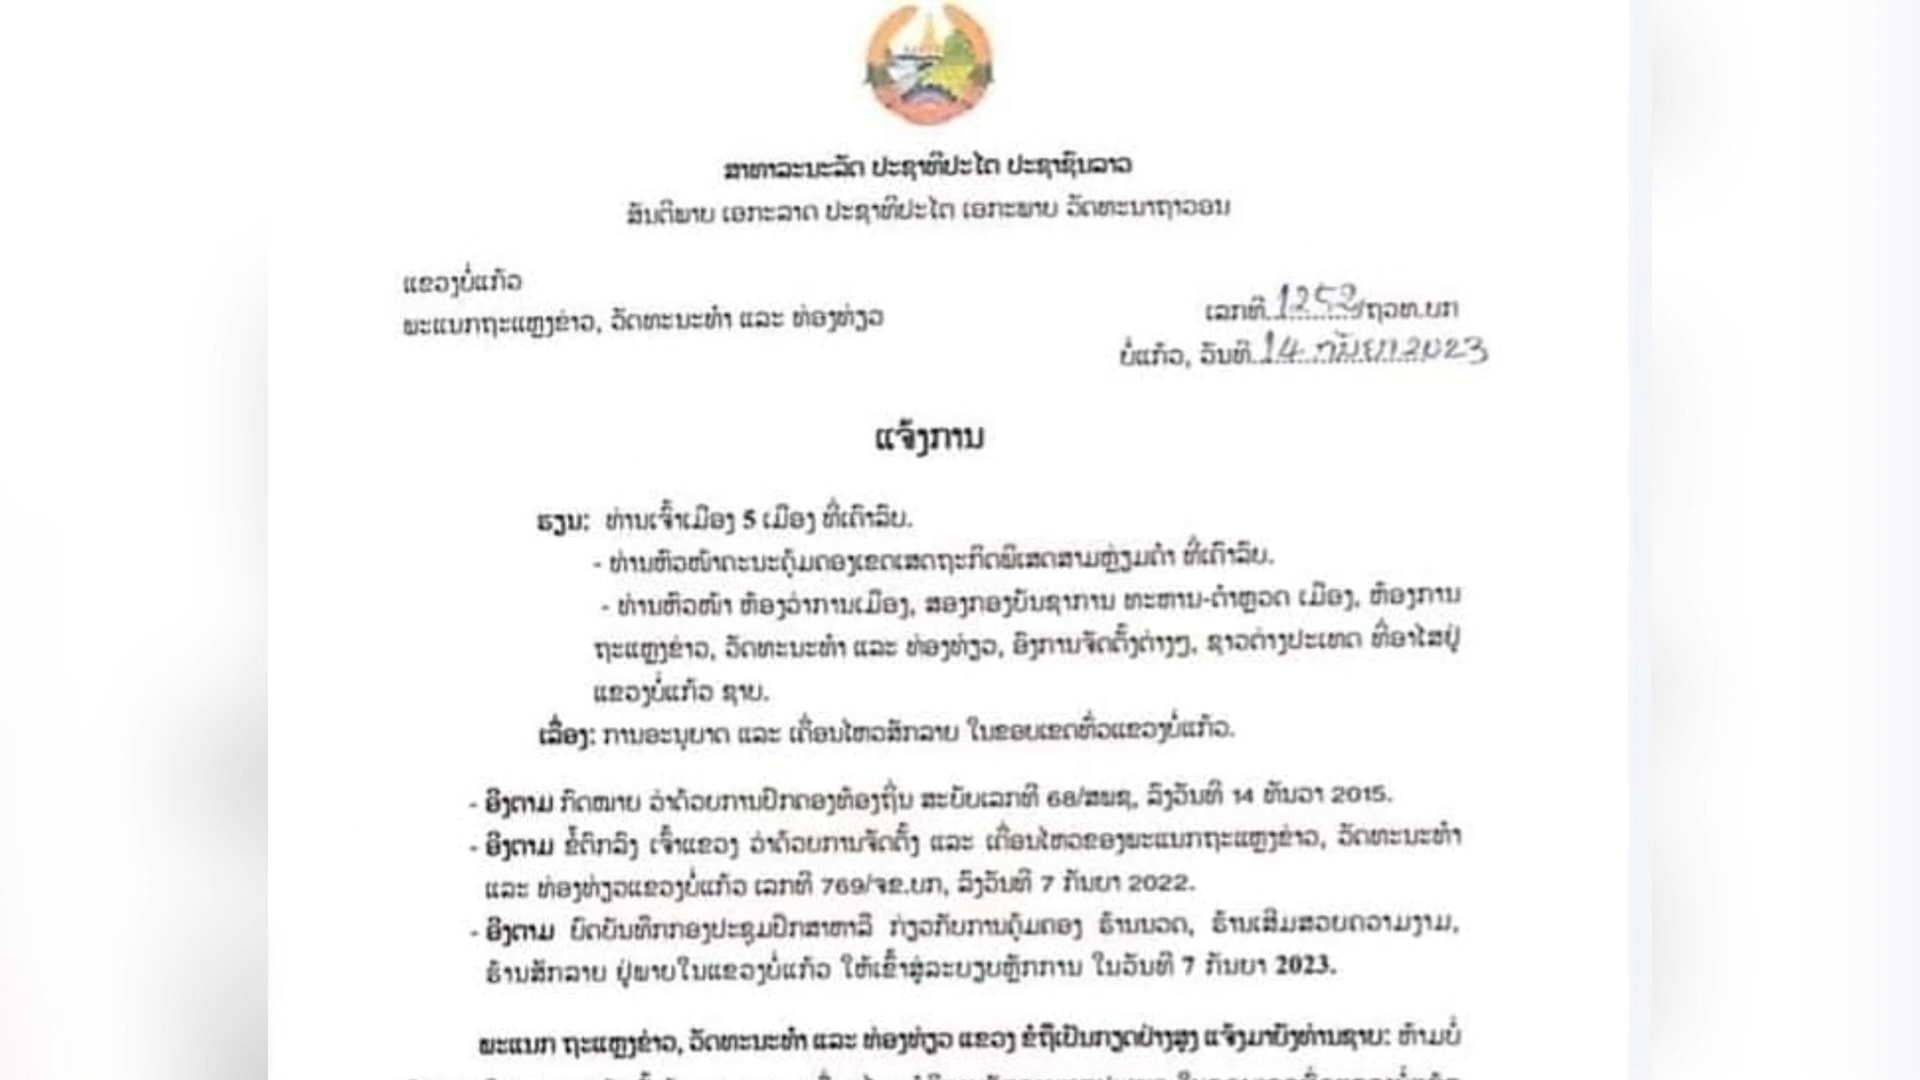 ສາທາລະນະລັດ ປະຊາທິປະໄຕ ປະຊາຊົນລາວ
ສັນຕິພາບ ເອກະລາດ ປະຊາທິປະໄຕ ເອກະພາບ ວັດທະນາຖາວອນ
ແຂວງບໍ່ແກ້ວ
ພະແນກຖະແຫຼງຂ່າວ, ວັດທະນະທຳ ແລະ ທ່ອງທ່ຽວ
ເລກທີ 1252/ຖວທ.ບກ
ບໍ່ແກ້ວ, ວັນທີ 14 ກັນຍາ 2023
ແຈ້ງການ
ຮຽນ: ທ່ານເຈົ້າເມືອງ 5 ເມືອງ ທີ່ເຄົາລົບ.
- ທ່ານຫົວໜ້າຄະນະຄຸ້ມຄອງເຂດເສດຖະກິດພິເສດສາມຫຼ່ຽມຄຳ ທີ່ເຄົາລົບ.
- ທ່ານຫົວໜ້າ ຫ້ອງວ່າການເມືອງ, ສອງກອງບັນຊາການ ທະຫານ-ຕຳຫຼວດ ເມືອງ, ຫ້ອງການ
ຖະແຫຼງຂ່າວ, ວັດທະນະທຳ ແລະ ທ່ອງທ່ຽວ, ອົງການຈັດຕັ້ງຕ່າງໆ, ຊາວຕ່າງປະເທດ ທີ່ອາໄສຢູ່
ແຂວງບໍ່ແກ້ວ ຊາບ.
ເລື່ອງ: ການອະນຸຍາດ ແລະ ເຄື່ອນໄຫວສັກລາຍ ໃນຂອບເຂດທົ່ວແຂວງບໍ່ແກ້ວ.
- ອີງຕາມ ກົດໝາຍ ວ່າດ້ວຍການປົກຄອງທ້ອງຖິ່ນ ສະບັບເລກທີ 68/ສພຊ, ລົງວັນທີ 14 ທັນວາ 2015.
- ອີງຕາມ ຂໍ້ຕົກລົງ ເຈົ້າແຂວງ ວ່າດ້ວຍການຈັດຕັ້ງ ແລະ ເຄື່ອນໄຫວຂອງພະແນກຖະແຫຼງຂ່າວ, ວັດທະນະທຳ
ແລະ ທ່ອງທ່ຽວແຂວງບໍ່ແກ້ວ ເລກທີ 769/ຈຂ.ບກ, ລົງວັນທີ 7 ກັນຍາ 2022.
- ອີງຕາມ ບົດບັນທຶກກອງປະຊຸມປຶກສາຫາລື ກ່ຽວກັບການຄຸ້ມຄອງ ຮ້ານນວດ, ຮ້ານເສີມສວຍຄວາມງາມ,
ຮ້ານສັກລາຍ ຢູ່ພາຍໃນແຂວງບໍ່ແກ້ວ ໃຫ້ເຂົ້າສູ່ລະບຽບຫຼັກການ ໃນວັນທີ 7 ກັນຍາ 2023.
ພະແນກ ຖະແຫຼງຂ່າວ, ວັດທະນະທຳ ແລະ ທ່ອງທ່ຽວ ແຂວງ ຂໍຖືເປັນກຽດຢ່າງສູງ ແຈ້ງມາຍັງທ່ານຊາບ: ຫ້າມບໍ່